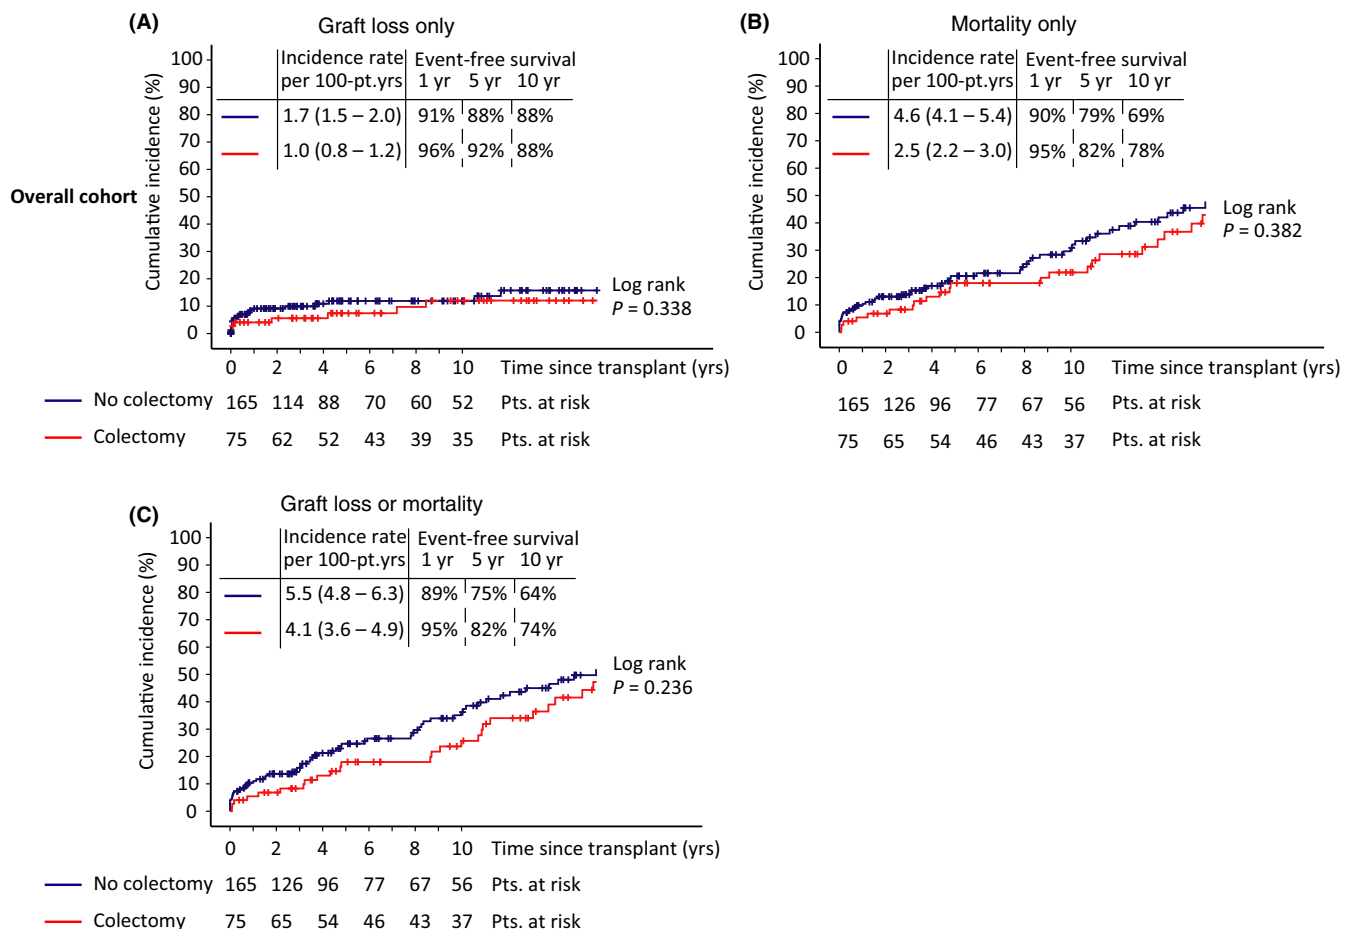 (A)
Graft loss only
Incidence rate
per 100-pt.yrs
Event-free survival
1 yr 5 yr 10 yr
1.7 (1.5 – 2.0) 91% 88% 88%
1.0 (0.8 – 1.2) 96% 92% 88%
Cumulative incidence (%)
100
90
80
70
60
50
40
30
20
10
0
Overall cohort
Log rank
P = 0.338
0 2 4 6 8 10 Time since transplant (yrs)
No colectomy 165 114 88 70 60 52 Pts. at risk
Colectomy 75 62 52 43 39 35 Pts. at risk
(B)
Mortality only
Incidence rate
per 100-pt.yrs
Event-free survival
1 yr 5 yr 10 yr
4.6 (4.1 – 5.4) 90% 79% 69%
2.5 (2.2 – 3.0) 95% 82% 78%
Cumulative incidence (%)
100
90
80
70
60
50
40
30
20
10
0
Log rank
P = 0.382
0 2 4 6 8 10 Time since transplant (yrs)
165 126 96 77 67 56 Pts. at risk
75 65 54 46 43 37 Pts. at risk
(C)
Graft loss or mortality
Incidence rate
per 100-pt.yrs
Event-free survival
1 yr 5 yr 10 yr
5.5 (4.8 – 6.3) 89% 75% 64%
4.1 (3.6 – 4.9) 95% 82% 74%
Cumulative incidence (%)
100
90
80
70
60
50
40
30
20
10
0
Log rank
P = 0.236
0 2 4 6 8 10 Time since transplant (yrs)
No colectomy 165 126 96 77 67 56 Pts. at risk
Colectomy 75 65 54 46 43 37 Pts. at risk